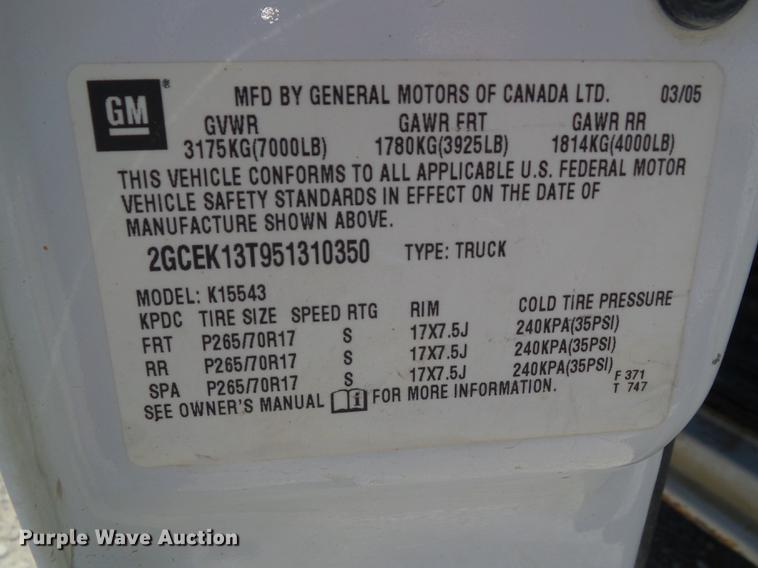 GM ®
MFD BY GENERAL MOTORS OF CANADA LTD. 03/05
GVWR GAWR FRT GAWR RR
3175KG(7000LB) 1780KG(3925LB) 1814KG(4000LB)
THIS VEHICLE CONFORMS TO ALL APPLICABLE U.S. FEDERAL MOTOR
VEHICLE SAFETY STANDARDS IN EFFECT ON THE DATE OF
MANUFACTURE SHOWN ABOVE.
2GCEK13T951310350 TYPE: TRUCK
MODEL: K15543
KPDC TIRE SIZE SPEED RTG RIM COLD TIRE PRESSURE
FRT P265/70R17 S 17X7.5J 240KPA(35PSI)
RR P265/70R17 S 17X7.5J 240KPA(35PSI)
SPA P265/70R17 S 17X7.5J 240KPA(35PSI)
SEE OWNER'S MANUAL i FOR MORE INFORMATION.
F 371
T 747
Purple Wave Auction